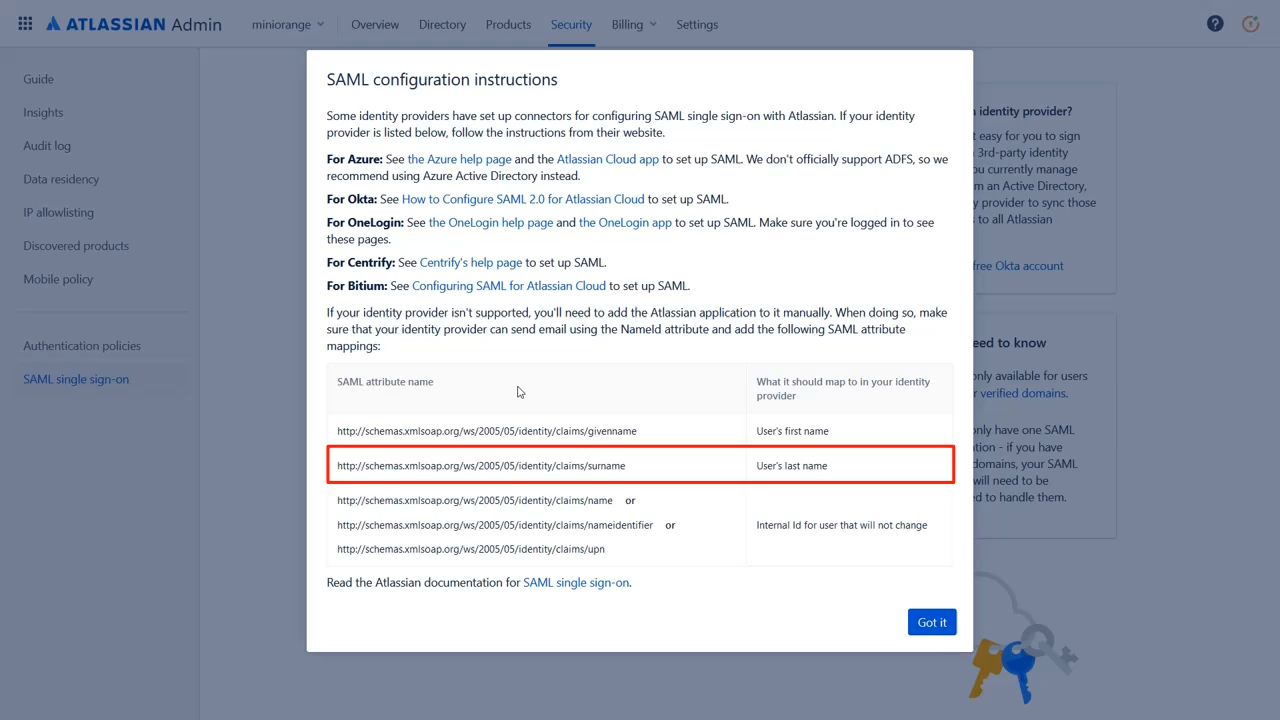 ATLASSIAN Admin
miniorange
Overview
Directory
Products
Security
Billing
Settings
Guide
Insights
Audit log
Data residency
IP allowlisting
Discovered products
Mobile policy
Authentication policies
SAML single sign-on
SAML configuration instructions
Some identity providers have set up connectors for configuring SAML single sign-on with Atlassian. If your identity
provider is listed below, follow the instructions from their website.
For Azure: See the Azure help page and the Atlassian Cloud app to set up SAML. We don't officially support ADFS, so we
recommend using Azure Active Directory instead.
For Okta: See How to Configure SAML 2.0 for Atlassian Cloud to set up SAML.
For OneLogin: See the OneLogin help page and the OneLogin app to set up SAML. Make sure you're logged in to see
these pages.
For Centrify: See Centrify's help page to set up SAML.
For Bitium: See Configuring SAML for Atlassian Cloud to set up SAML.
If your identity provider isn't supported, you'll need to add the Atlassian application to it manually. When doing so, make
sure that your identity provider can send email using the NameId attribute and add the following SAML attribute
mappings:
SAML attribute name
What it should map to in your identity
provider
http://schemas.xmlsoap.org/ws/2005/05/identity/claims/givenname
User's first name
http://schemas.xmlsoap.org/ws/2005/05/identity/claims/surname
User's last name
http://schemas.xmlsoap.org/ws/2005/05/identity/claims/name or
http://schemas.xmlsoap.org/ws/2005/05/identity/claims/nameidentifier or
http://schemas.xmlsoap.org/ws/2005/05/identity/claims/upn
Internal Id for user that will not change
Read the Atlassian documentation for SAML single sign-on.
Got it
identity provider?
easy for you to sign
3rd-party identity
ou currently manage
m an Active Directory,
y provider to sync those
to all Atlassian
free Okta account
eed to know
only available for users
verified domains.
only have one SAML
ation - if you have
domains, your SAML
will need to be
ed to handle them.